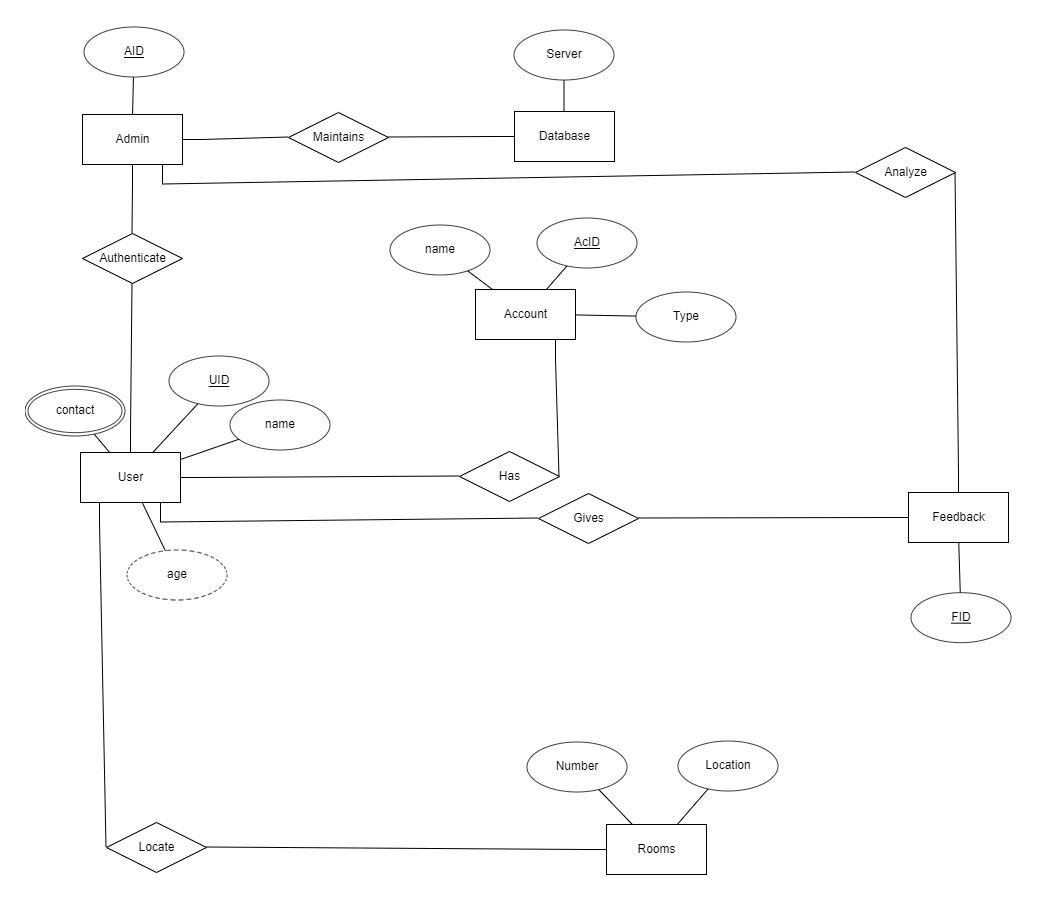 AID
Server
Admin
Maintains
Database
Analyze
name
AcID
Authenticate
Account
Type
UID
contact
name
User
Has
Gives
Feedback
age
FID
Number
Location
Locate
Rooms